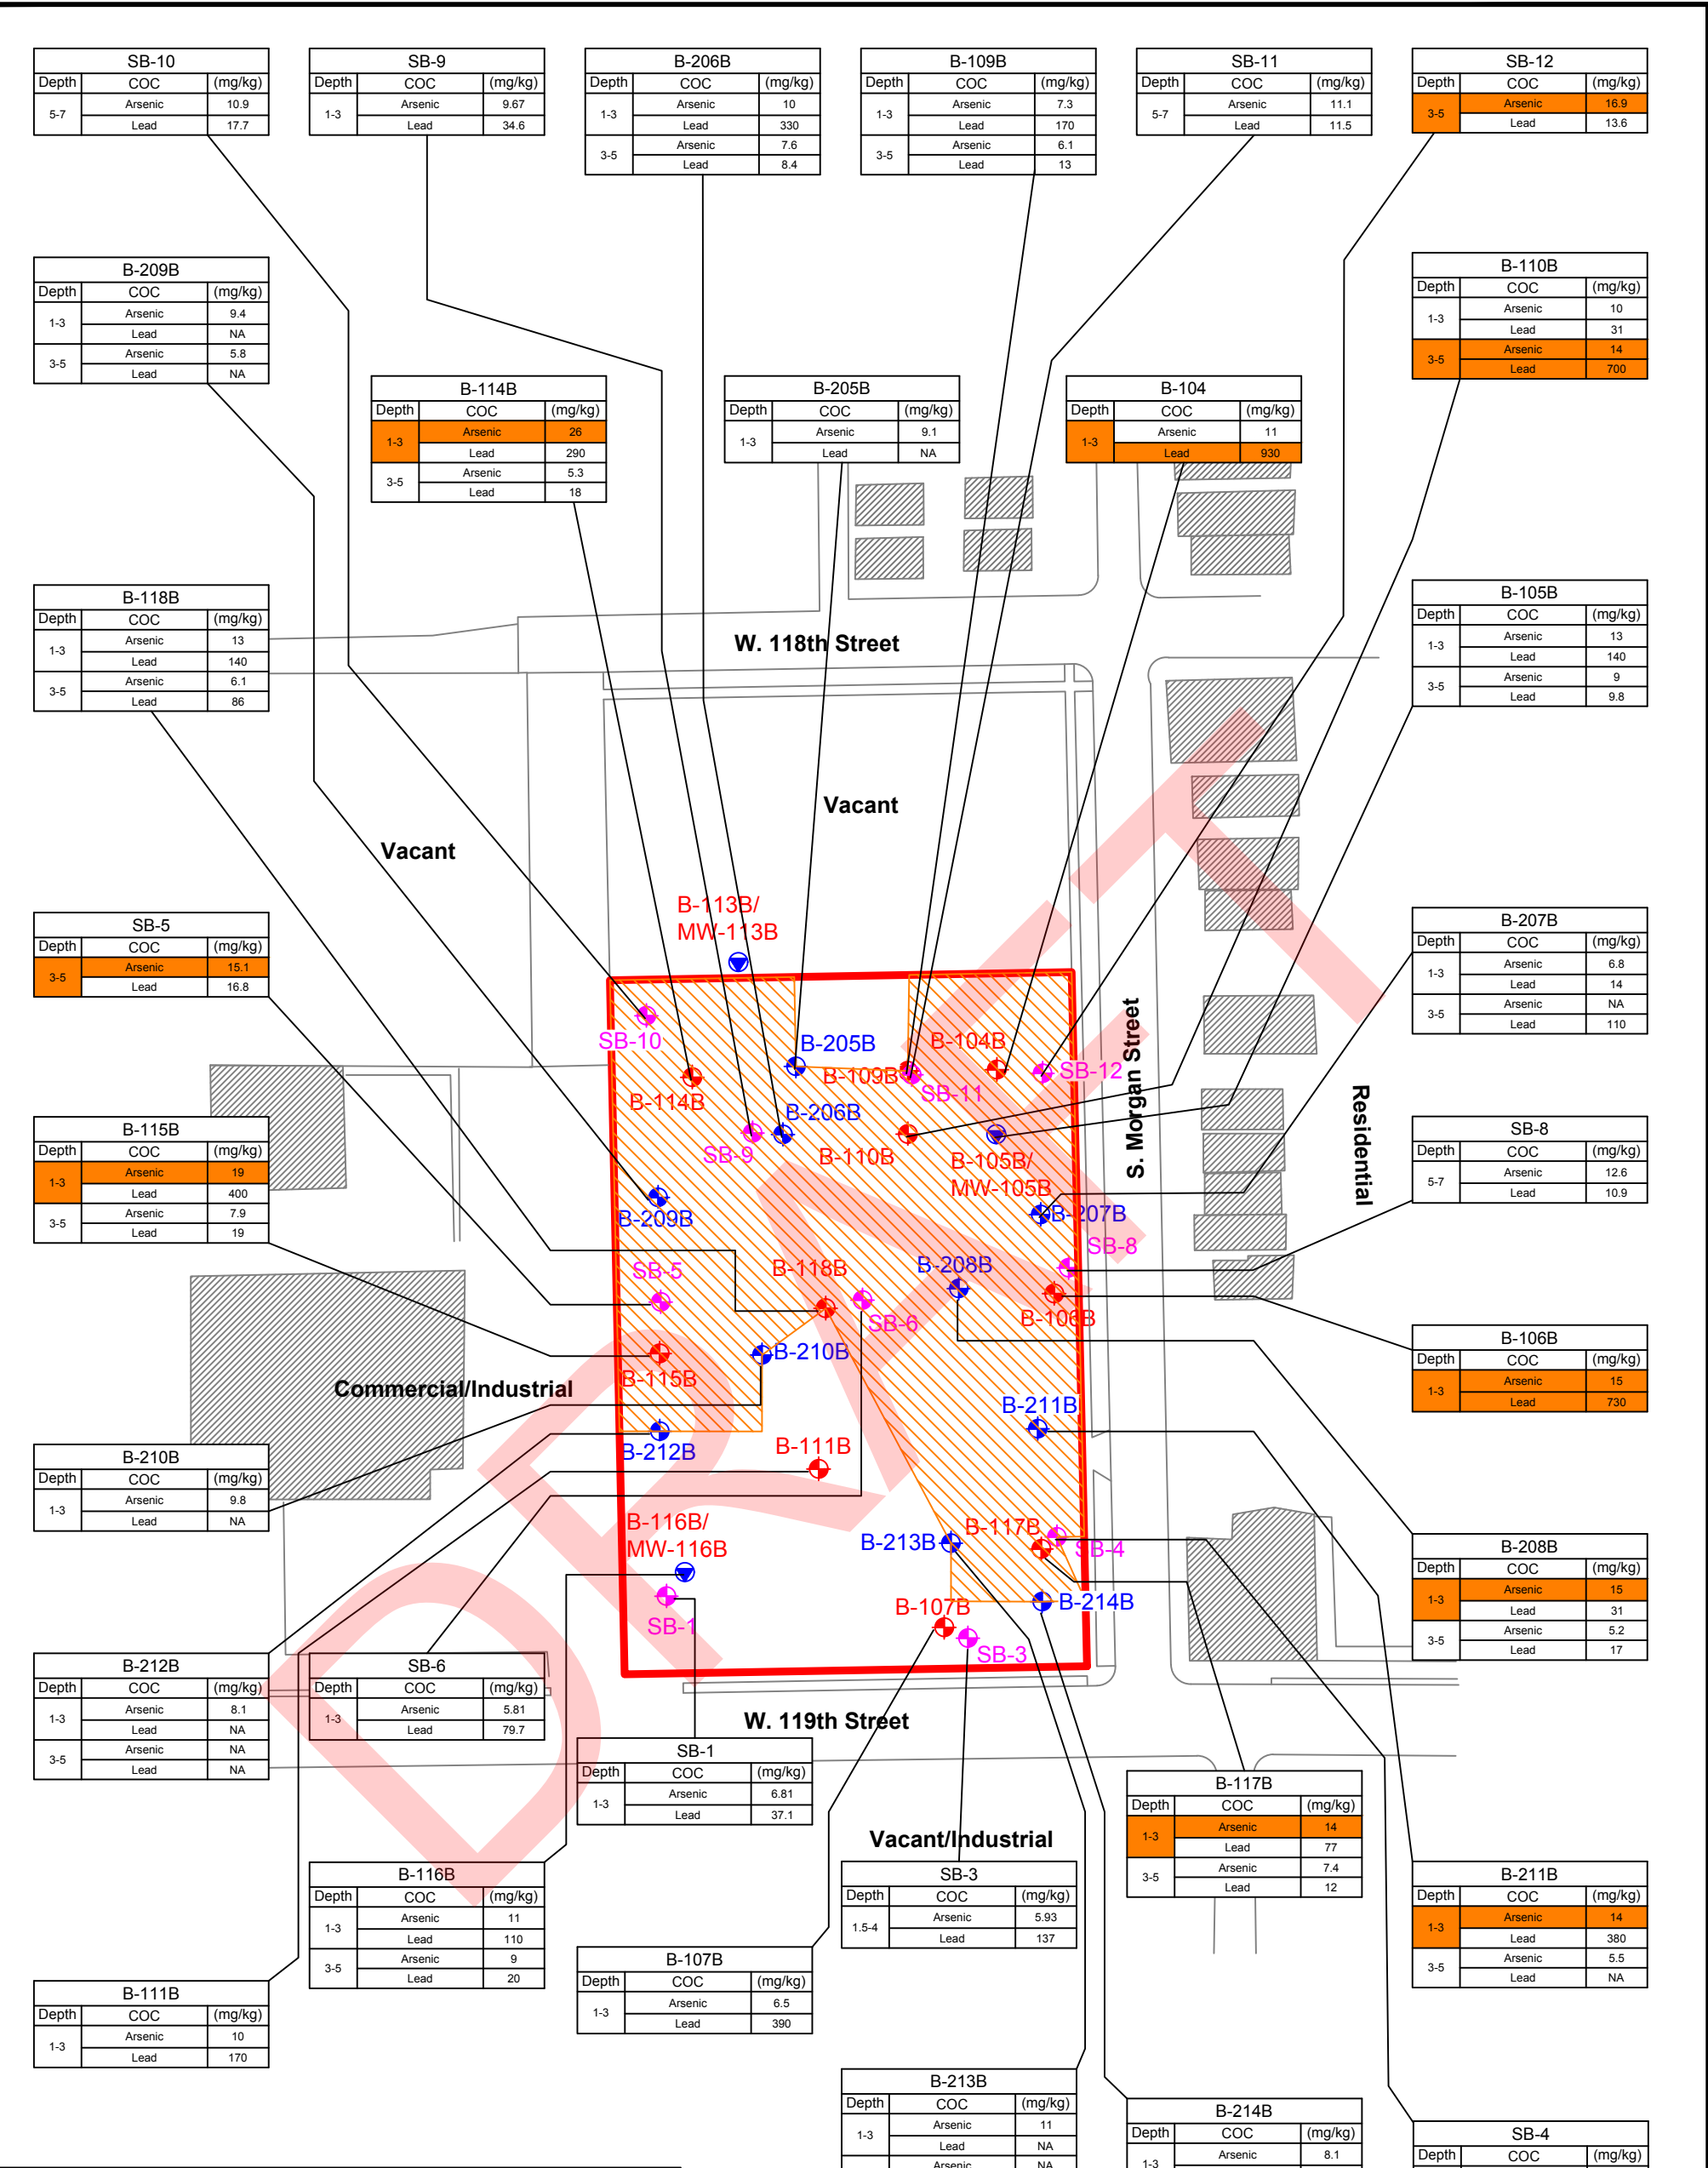 SB-10
Depth COC (mg/kg)
5-7 Arsenic 10.9
Lead 17.7
SB-9
Depth COC (mg/kg)
1-3 Arsenic 9.67
Lead 34.6
B-206B
Depth COC (mg/kg)
1-3 Arsenic 10
Lead 330
3-5 Arsenic 7.6
Lead 8.4
B-109B
Depth COC (mg/kg)
1-3 Arsenic 7.3
Lead 170
3-5 Arsenic 6.1
Lead 13
SB-11
Depth COC (mg/kg)
5-7 Arsenic 11.1
Lead 11.5
SB-12
Depth COC (mg/kg)
3-5 Arsenic 16.9
Lead 13.6
B-209B
Depth COC (mg/kg)
1-3 Arsenic 9.4
Lead NA
3-5 Arsenic 5.8
Lead NA
B-110B
Depth COC (mg/kg)
1-3 Arsenic 10
Lead 31
3-5 Arsenic 14
Lead 700
B-114B
Depth COC (mg/kg)
1-3 Arsenic 26
Lead 290
3-5 Arsenic 5.3
Lead 18
B-205B
Depth COC (mg/kg)
1-3 Arsenic 9.1
Lead NA
B-104
Depth COC (mg/kg)
1-3 Arsenic 11
Lead 930
B-118B
Depth COC (mg/kg)
1-3 Arsenic 13
Lead 140
3-5 Arsenic 6.1
Lead 86
B-105B
Depth COC (mg/kg)
1-3 Arsenic 13
Lead 140
3-5 Arsenic 9
Lead 9.8
W. 118th Street
Vacant
Vacant
SB-5
Depth COC (mg/kg)
3-5 Arsenic 15.1
Lead 16.8
B-207B
Depth COC (mg/kg)
1-3 Arsenic 6.8
Lead 14
3-5 Arsenic NA
Lead 110
B-113B/
MW-113B
SB-10
B-205B
B-104B
B-109B
SB-11
SB-12
B-114B
B-206B
SB-9
B-110B
B-105B/
MW-105B
S. Morgan Street
Residential
B-115B
Depth COC (mg/kg)
1-3 Arsenic 19
Lead 400
3-5 Arsenic 7.9
Lead 19
SB-8
Depth COC (mg/kg)
5-7 Arsenic 12.6
Lead 10.9
B-209B
B-207B
SB-8
SB-5
B-118B
B-208B
SB-6
B-106B
B-210B
B-115B
Commercial/Industrial
B-211B
B-212B
B-111B
B-106B
Depth COC (mg/kg)
1-3 Arsenic 15
Lead 730
B-210B
Depth COC (mg/kg)
1-3 Arsenic 9.8
Lead NA
B-116B/
MW-116B
B-213B
B-117B
SB-4
SB-1
B-107B
B-214B
SB-3
DRAFT
B-208B
Depth COC (mg/kg)
1-3 Arsenic 15
Lead 31
3-5 Arsenic 5.2
Lead 17
B-212B
Depth COC (mg/kg)
1-3 Arsenic 8.1
Lead NA
3-5 Arsenic NA
Lead NA
SB-6
Depth COC (mg/kg)
1-3 Arsenic 5.81
Lead 79.7
W. 119th Street
SB-1
Depth COC (mg/kg)
1-3 Arsenic 6.81
Lead 37.1
B-117B
Depth COC (mg/kg)
1-3 Arsenic 14
Lead 77
3-5 Arsenic 7.4
Lead 12
Vacant/Industrial
B-116B
Depth COC (mg/kg)
1-3 Arsenic 11
Lead 110
3-5 Arsenic 9
Lead 20
SB-3
Depth COC (mg/kg)
1.5-4 Arsenic 5.93
Lead 137
B-211B
Depth COC (mg/kg)
1-3 Arsenic 14
Lead 380
3-5 Arsenic 5.5
Lead NA
B-107B
Depth COC (mg/kg)
1-3 Arsenic 6.5
Lead 390
B-111B
Depth COC (mg/kg)
1-3 Arsenic 10
Lead 170
B-213B
Depth COC (mg/kg)
1-3 Arsenic 11
Lead NA
Arsenic NA
B-214B
Depth COC (mg/kg)
1-3 Arsenic 8.1
SB-4
Depth COC (mg/kg)